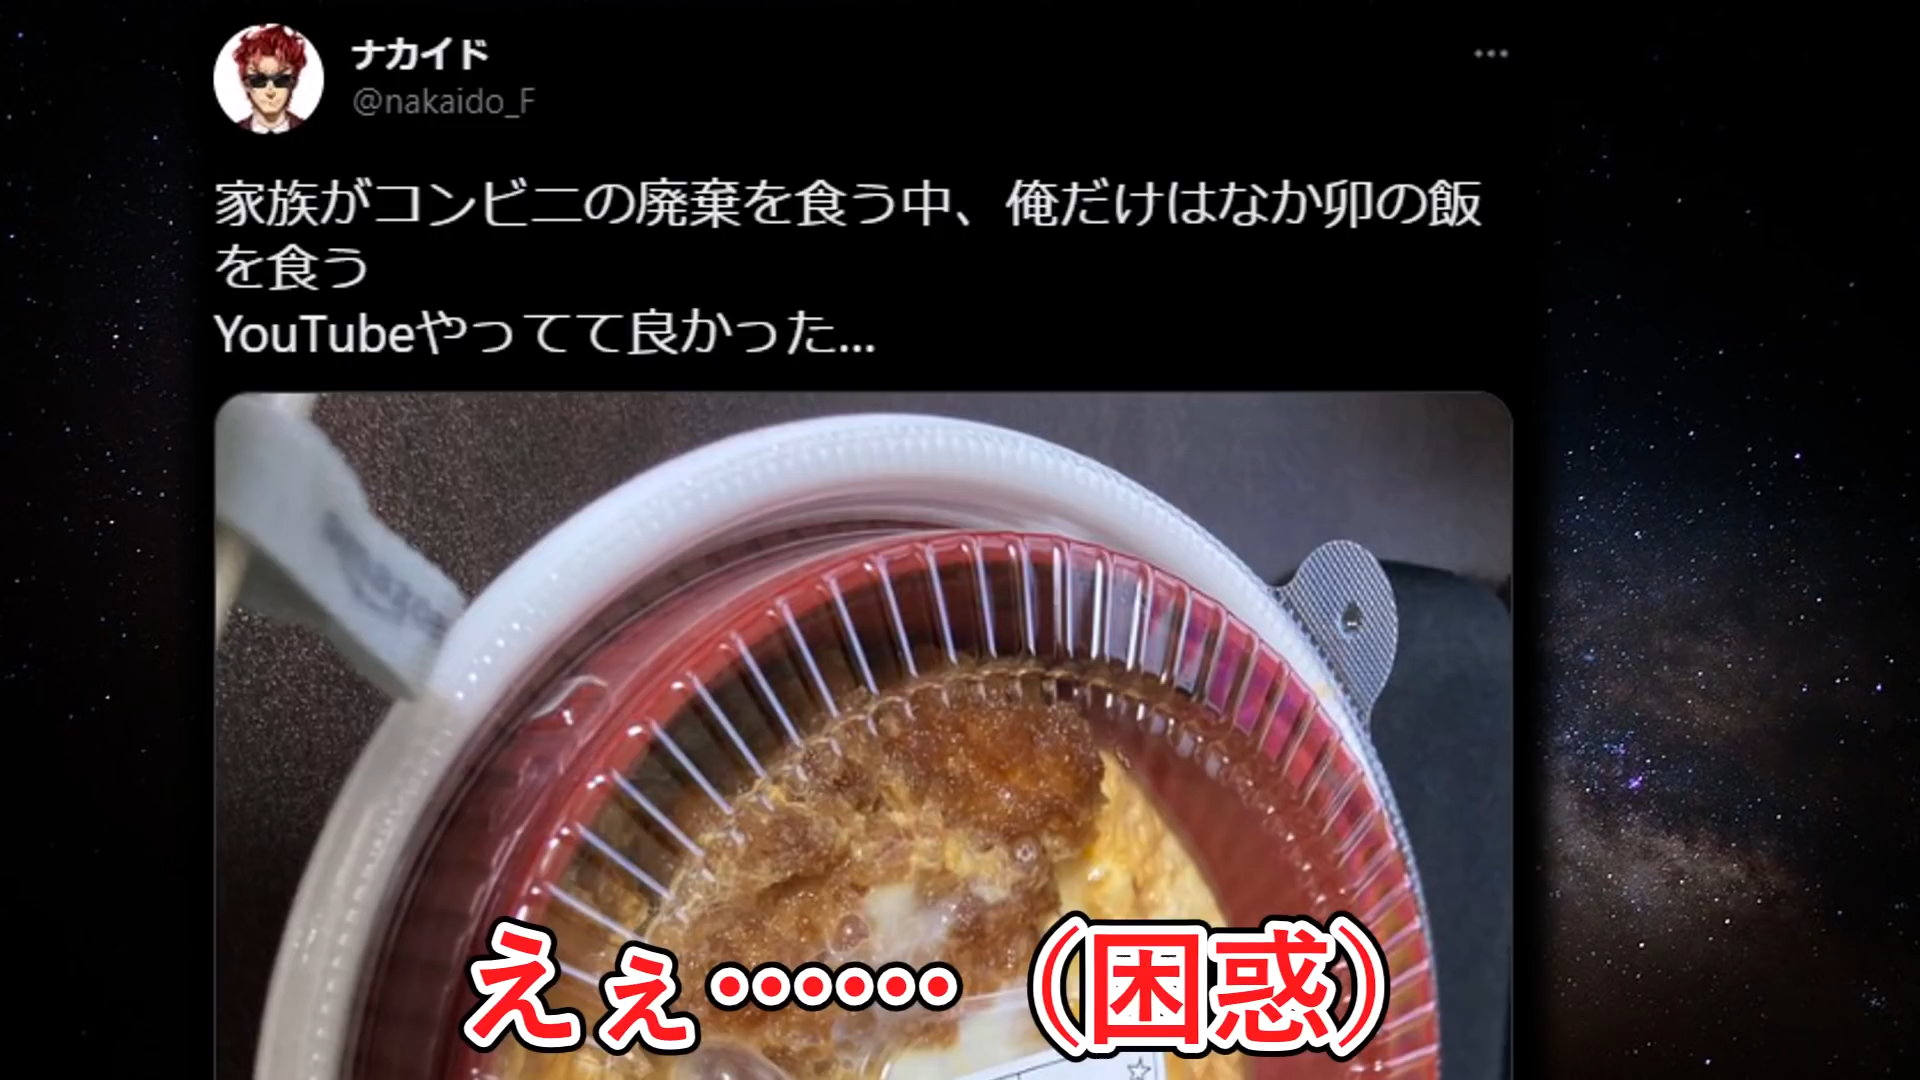 ナカイド
@nakaido_F
家族がコンビニの廃棄を食う中、俺だけはなか卯の飯
を食う
YouTubeやってて良かった...
えぇ……（困惑）